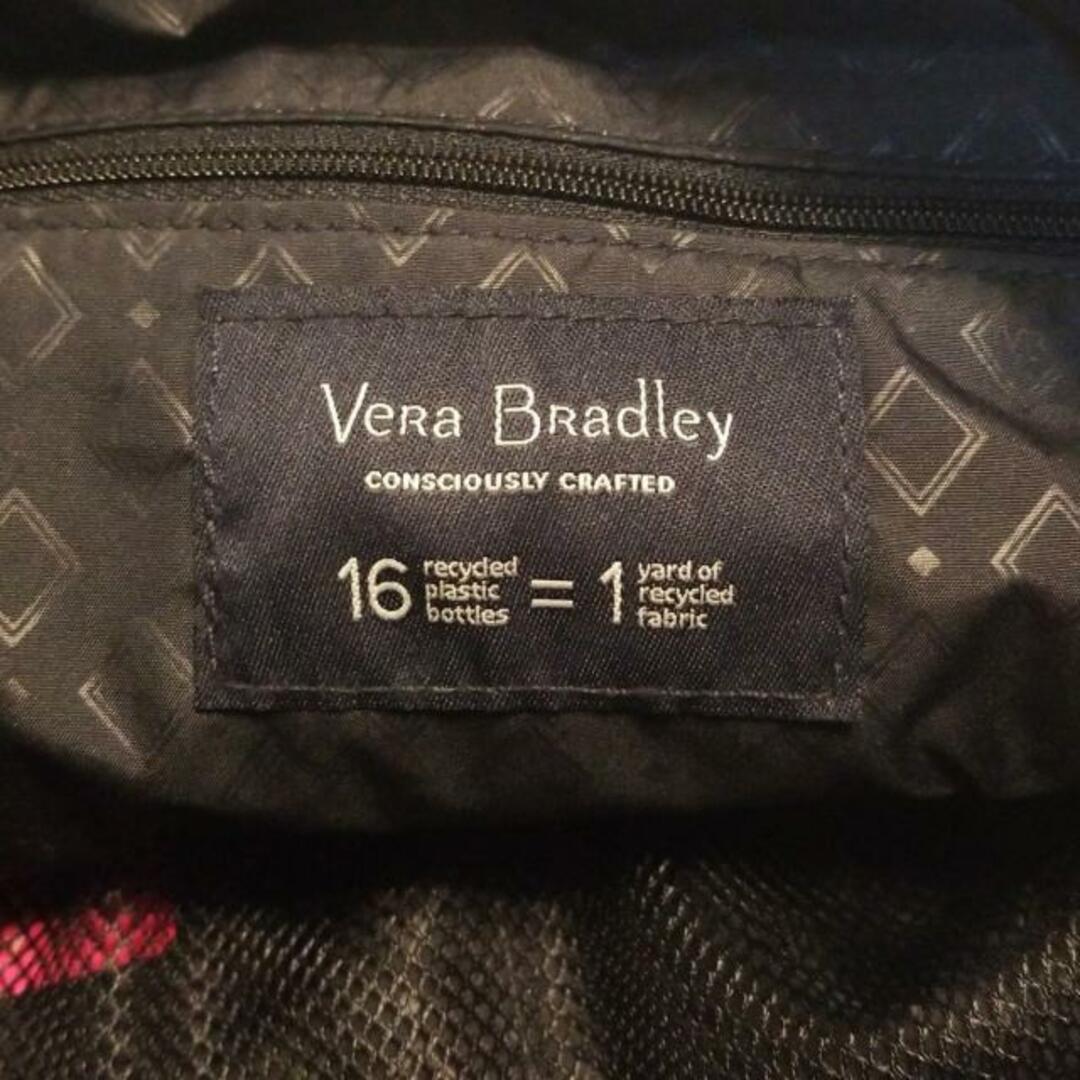 Vera Bradley
CONSCIOUSLY CRAFTED
16 recycled plastic bottles = 1 yard of recycled fabric